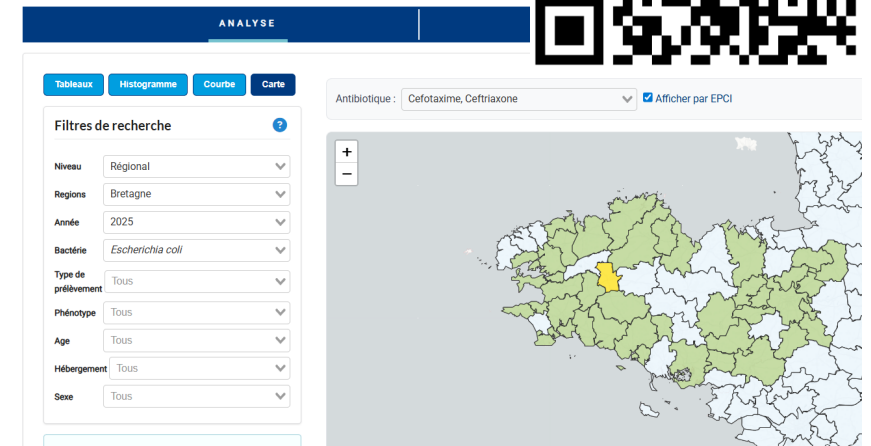 ANALYSE
Tableaux Histogramme Courbe Carte
Antibiotique : Cefotaxime, Ceftriaxone Afficher par EPCI
Filtres de recherche ?
+
−
Niveau Régional
Regions Bretagne
Année 2025
Bactérie Escherichia coli
Type de prélèvement Tous
Phénotype Tous
Age Tous
Hébergement Tous
Sexe Tous